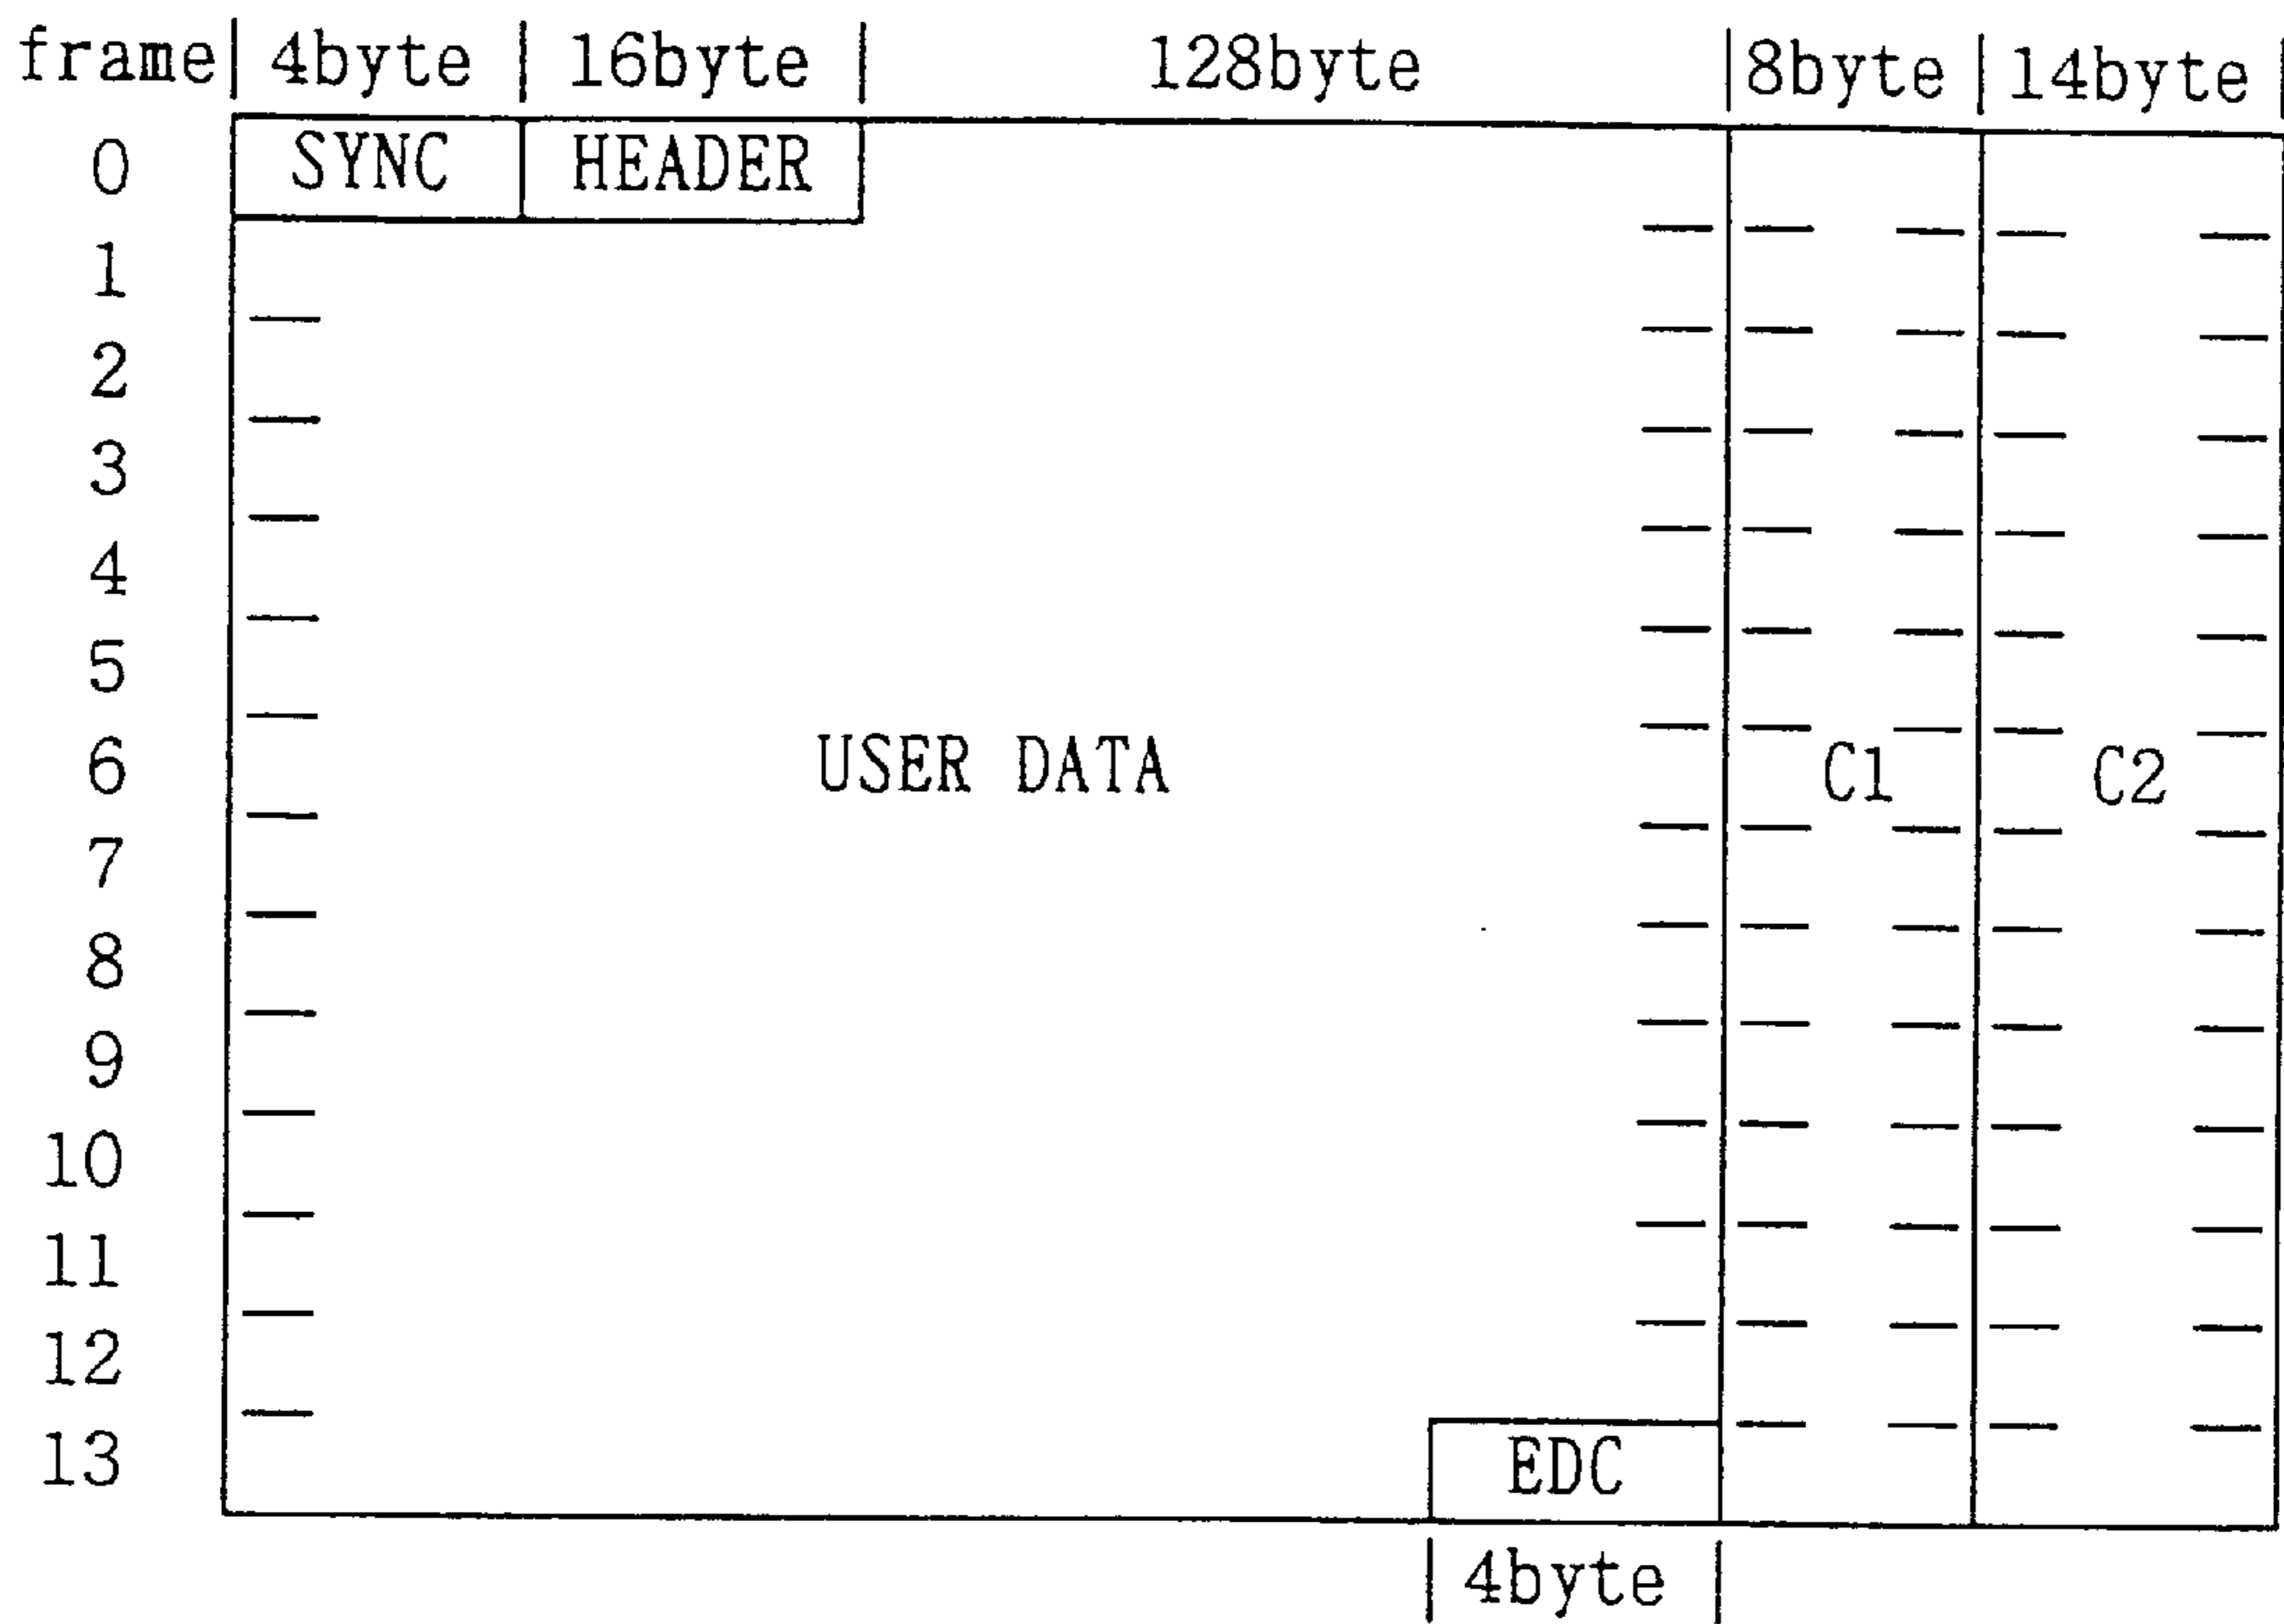 frame 4byte 16byte 128byte 8byte 14byte
0 SYNC HEADER
1
2
3
4
5
6 USER DATA C1 C2
7
8
9
10
11
12
13 EDC
4byte